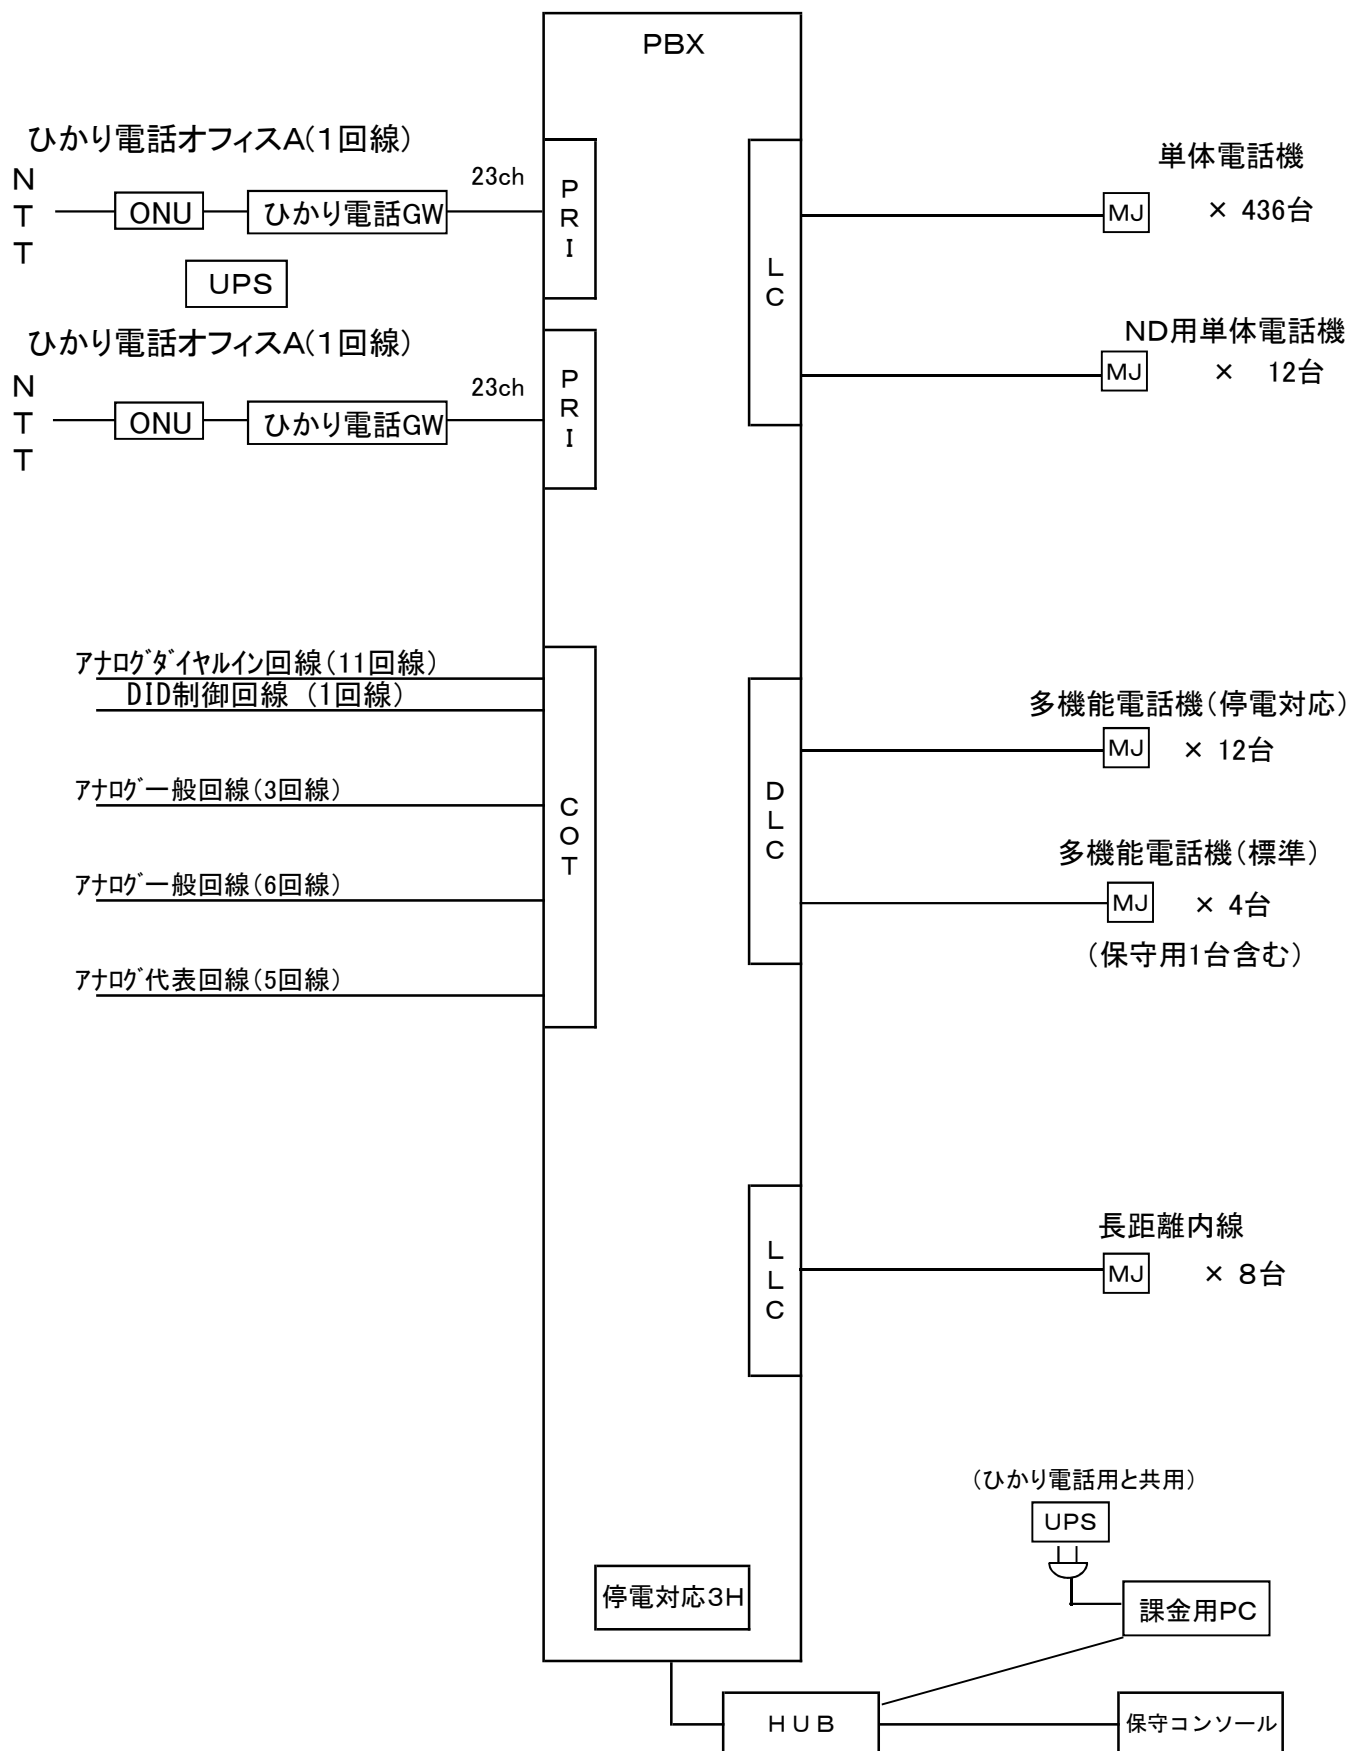 PBX
ひかり電話オフィスA(1回線)
NTT
ONU
ひかり電話GW
23ch
PRI
UPS
ひかり電話オフィスA(1回線)
NTT
ONU
ひかり電話GW
23ch
PRI
LC
単体電話機
MJ × 436台
ND用単体電話機
MJ × 12台
アナログダイヤルイン回線(11回線)
DID制御回線 (1回線)
アナログ一般回線(3回線)
アナログ一般回線(6回線)
アナログ代表回線(5回線)
COT
DLC
多機能電話機(停電対応)
MJ × 12台
多機能電話機(標準)
MJ × 4台
(保守用1台含む)
LLC
長距離内線
MJ × 8台
(ひかり電話用と共用)
UPS
停電対応3H
課金用PC
HUB
保守コンソール